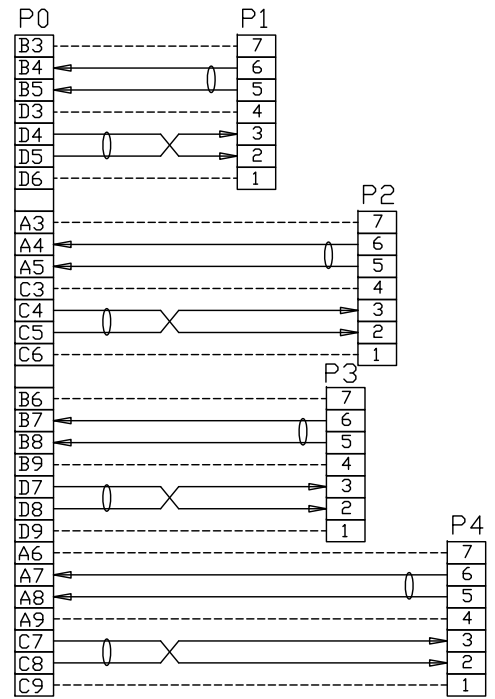 P0 P1
B3 7
B4 6
B5 5
D3 4
D4 3
D5 2
D6 1
P2
A3 7
A4 6
A5 5
C3 4
C4 3
C5 2
C6 1
P3
B6 7
B7 6
B8 5
B9 4
D7 3
D8 2
D9 1
P4
A6 7
A7 6
A8 5
A9 4
C7 3
C8 2
C9 1